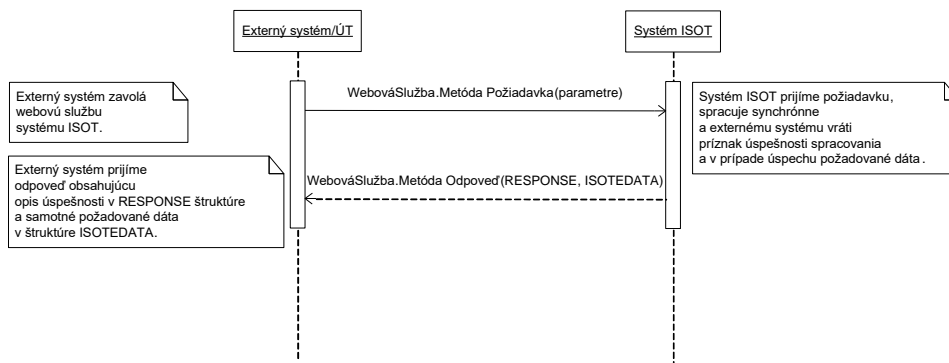 Externý systém/ÚT
Systém ISOT
Externý systém zavolá
webovú službu
systému ISOT.
WebováSlužba.Metóda Požiadavka(parametre)
Systém ISOT prijíme požiadavku,
spracuje synchrónne
a externému systému vráti
príznak úspešnosti spracovania
a v prípade úspechu požadované dáta.
Externý systém prijíme
odpoveď obsahujúcu
opis úspešnosti v RESPONSE štruktúre
a samotné požadované dáta
v štruktúre ISOTEDATA.
WebováSlužba.Metóda Odpoveď(RESPONSE, ISOTEDATA)